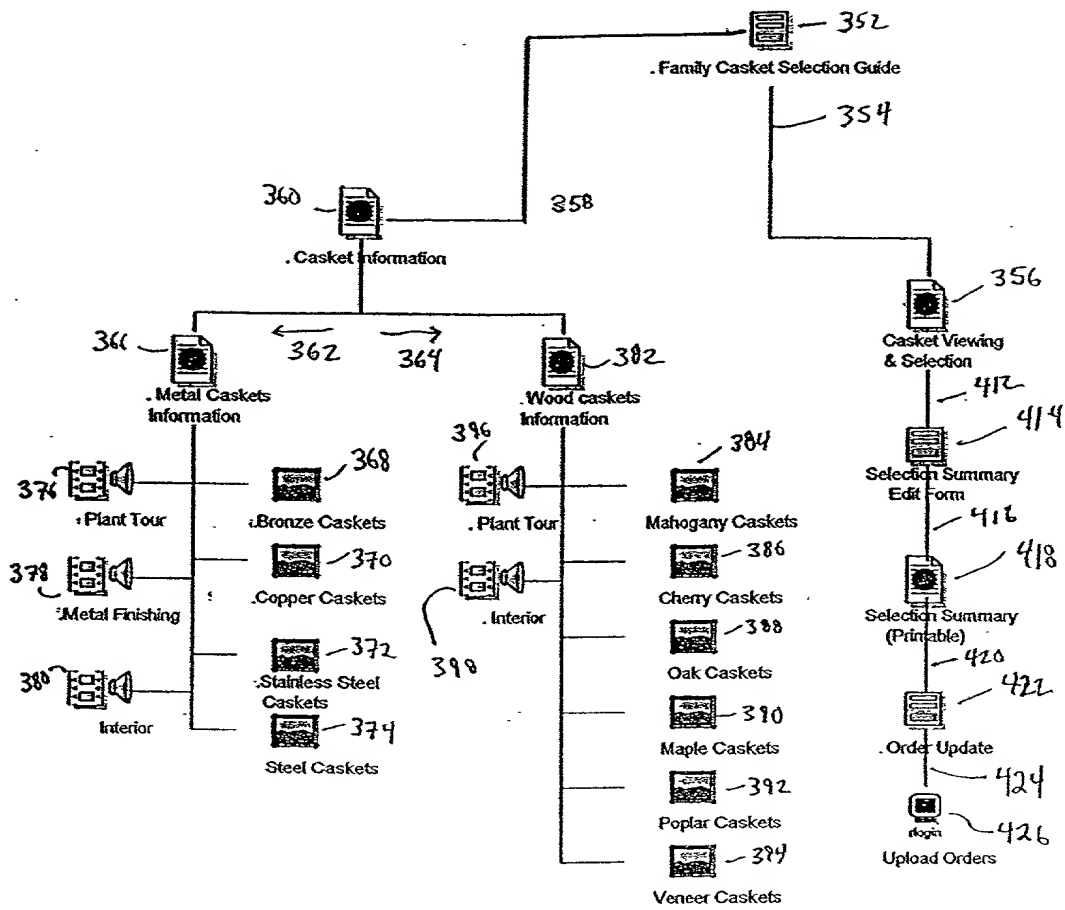 352
. Family Casket Selection Guide
354
360
358
. Casket Information
356
Casket Viewing
& Selection
366
362
364
382
. Metal Caskets
Information
. Wood caskets
Information
412
414
Selection Summary
Edit Form
376
368
396
384
Plant Tour
Bronze Caskets
. Plant Tour
Mahogany Caskets
416
378
370
386
418
Metal Finishing
. Copper Caskets
398
. Interior
Cherry Caskets
Selection Summary
(Printable)
380
372
388
420
. Stainless Steel
Caskets
Oak Caskets
422
Interior
374
390
Steel Caskets
Maple Caskets
. Order Update
424
392
rlogin
426
Poplar Caskets
Upload Orders
394
Veneer Caskets